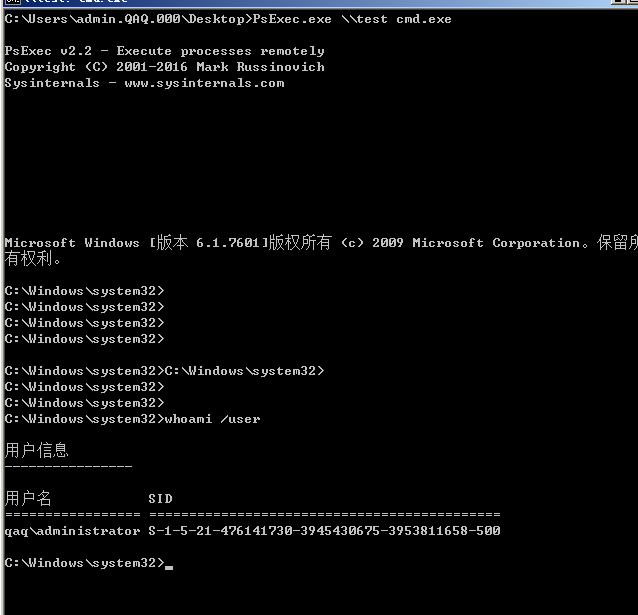 C:\Users\admin.QAQ.000\Desktop>PsExec.exe \\test cmd.exe
PsExec v2.2 - Execute processes remotely
Copyright (C) 2001-2016 Mark Russinovich
Sysinternals - www.sysinternals.com
Microsoft Windows [版本 6.1.7601]版权所有 (c) 2009 Microsoft Corporation。保留所
有权利。
C:\Windows\system32>
C:\Windows\system32>
C:\Windows\system32>
C:\Windows\system32>
C:\Windows\system32>C:\Windows\system32>
C:\Windows\system32>
C:\Windows\system32>
C:\Windows\system32>whoami /user
用户信息
----------------
用户名 SID
================= ============================================
qaq\administrator S-1-5-21-476141730-3945430675-3953811658-500
C:\Windows\system32>_